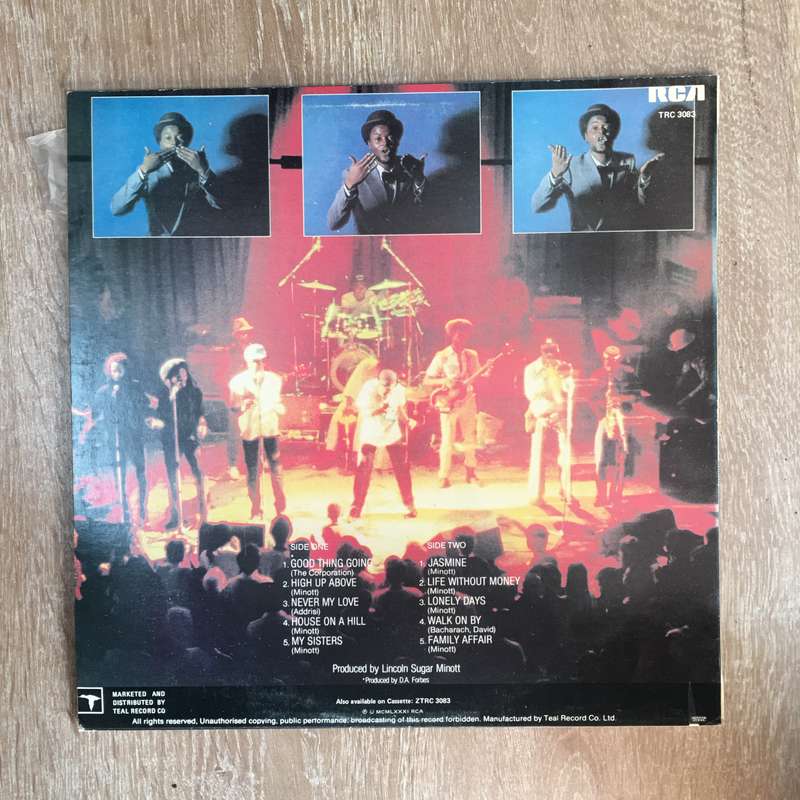 RCA
TRC 3083
SIDE ONE
*
1. GOOD THING GOING
(The Corporation)
2. HIGH UP ABOVE
(Minott)
3. NEVER MY LOVE
(Addrisi)
4. HOUSE ON A HILL
(Minott)
5. MY SISTERS
(Minott)
SIDE TWO
1. JASMINE
(Minott)
2. LIFE WITHOUT MONEY
(Minott)
3. LONELY DAYS
(Minott)
4. WALK ON BY
(Bacharach, David)
5. FAMILY AFFAIR
(Minott)
Produced by Lincoln Sugar Minott
*Produced by D.A. Forbes
MARKETED AND
DISTRIBUTED BY
TEAL RECORD CO
Also available on Cassette: ZTRC 3083
℗ U MCMLXXXI RCA
All rights reserved, Unauthorised copying, public performance: broadcasting of this record forbidden. Manufactured by Teal Record Co. Ltd.